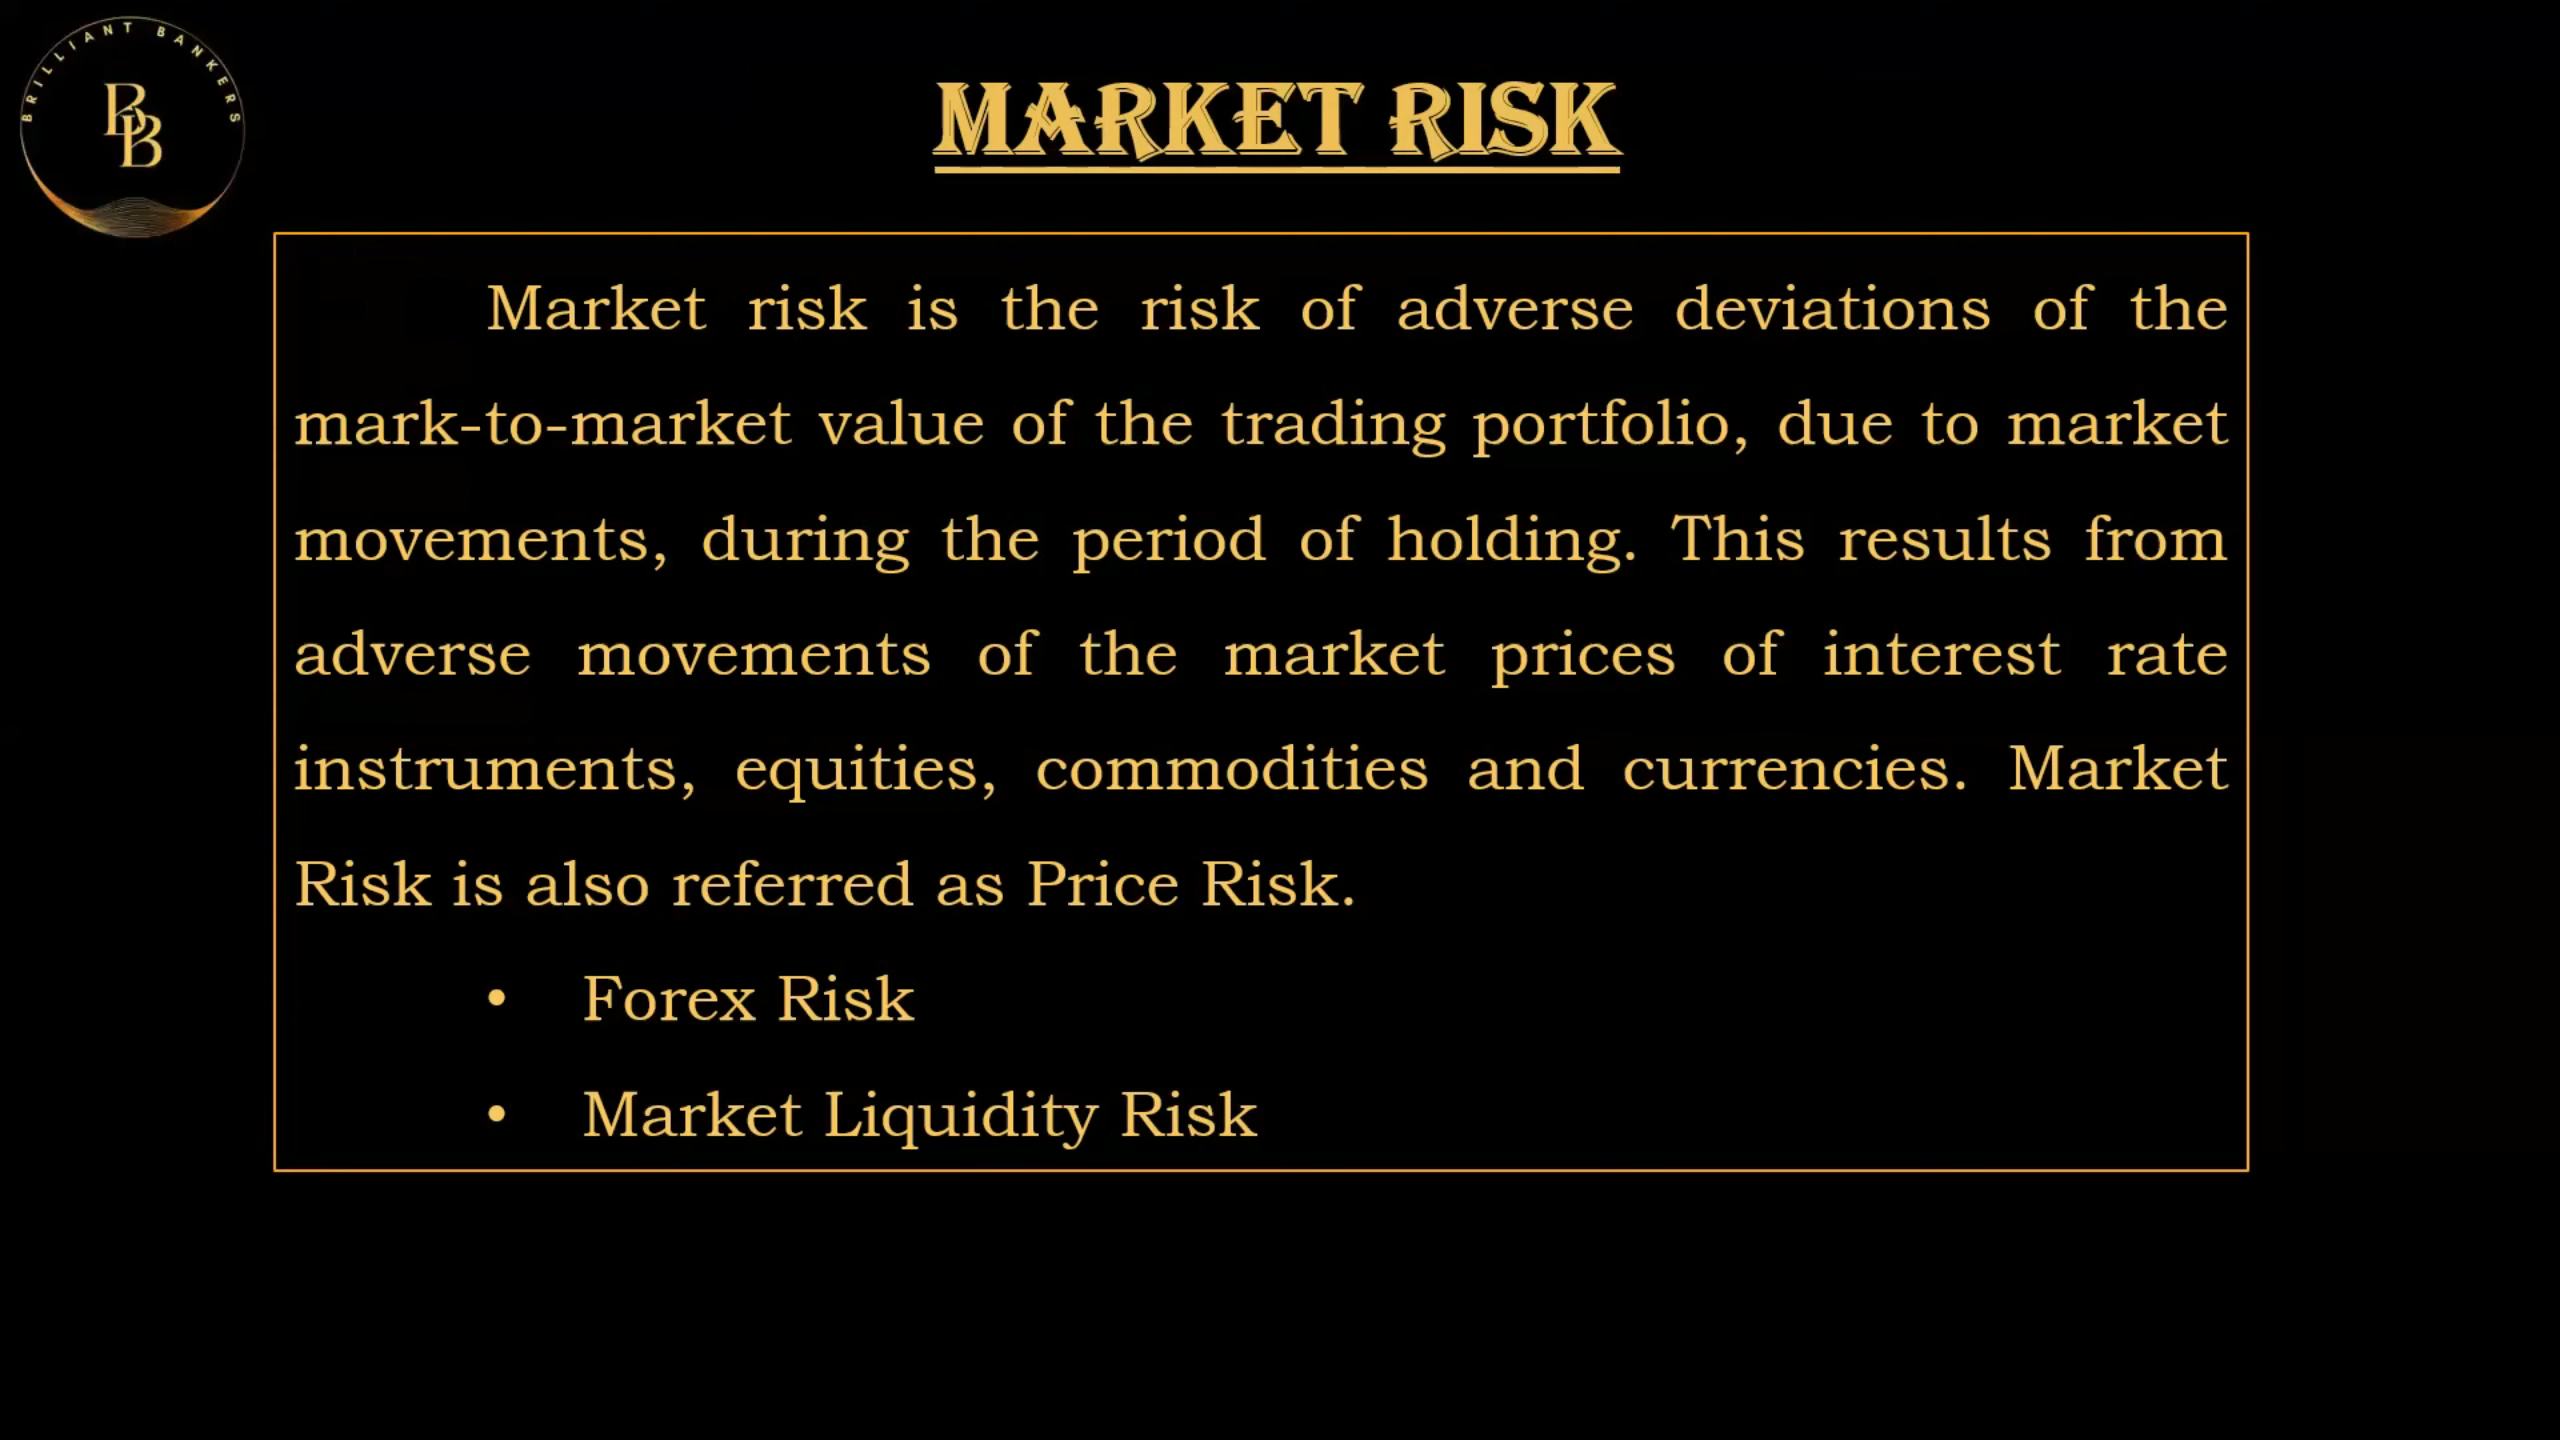 BRILLIANT BANKERS
BB
MARKET RISK
Market risk is the risk of adverse deviations of the
mark-to-market value of the trading portfolio, due to market
movements, during the period of holding. This results from
adverse movements of the market prices of interest rate
instruments, equities, commodities and currencies. Market
Risk is also referred as Price Risk.
• Forex Risk
• Market Liquidity Risk